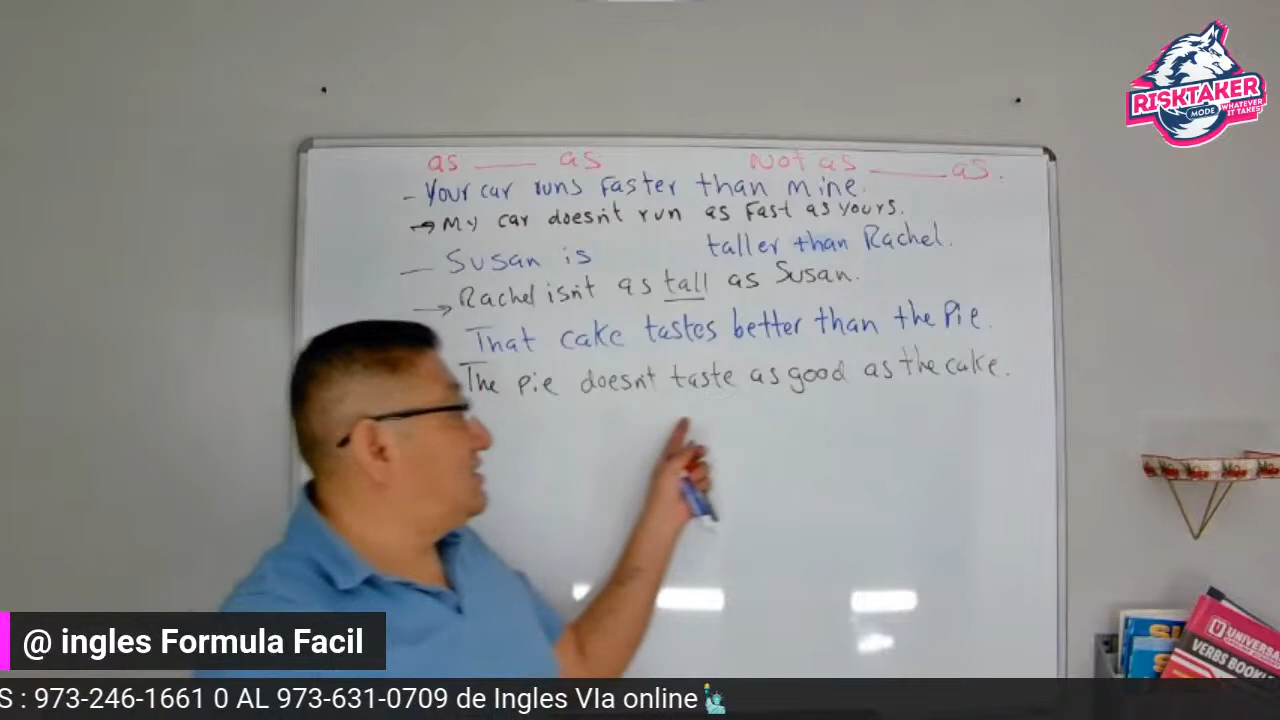 RISKTAKER
MODE
WHATEVER IT TAKES
as ____ as
Not as ____ as.
- Your car runs faster than mine.
→ My car doesn't run as fast as yours.
- Susan is taller than Rachel.
→ Rachel isn't as tall as Susan.
That cake tastes better than the Pie.
The pie doesn't taste as good as the cake.
@ ingles Formula Facil
S : 973-246-1661 0 AL 973-631-0709 de Ingles VIa online
UNIVERSA
VERBS BOOK